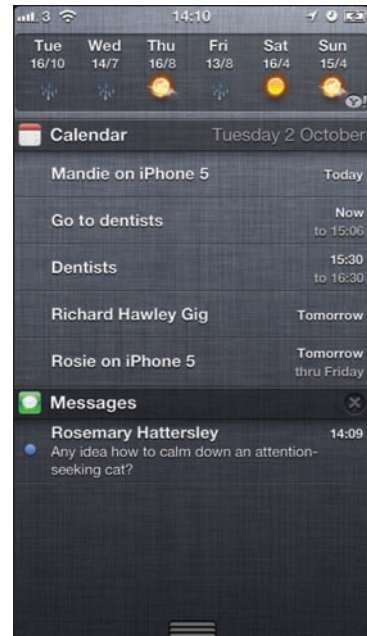 3 14:10
Tue Wed Thu Fri Sat Sun
16/10 14/7 16/8 13/8 16/4 15/4
Y!
Calendar Tuesday 2 October
Mandie on iPhone 5 Today
Go to dentists Now
to 15:06
Dentists 15:30
to 16:30
Richard Hawley Gig Tomorrow
Rosie on iPhone 5 Tomorrow
thru Friday
Messages
Rosemary Hattersley 14:09
Any idea how to calm down an attention-
seeking cat?